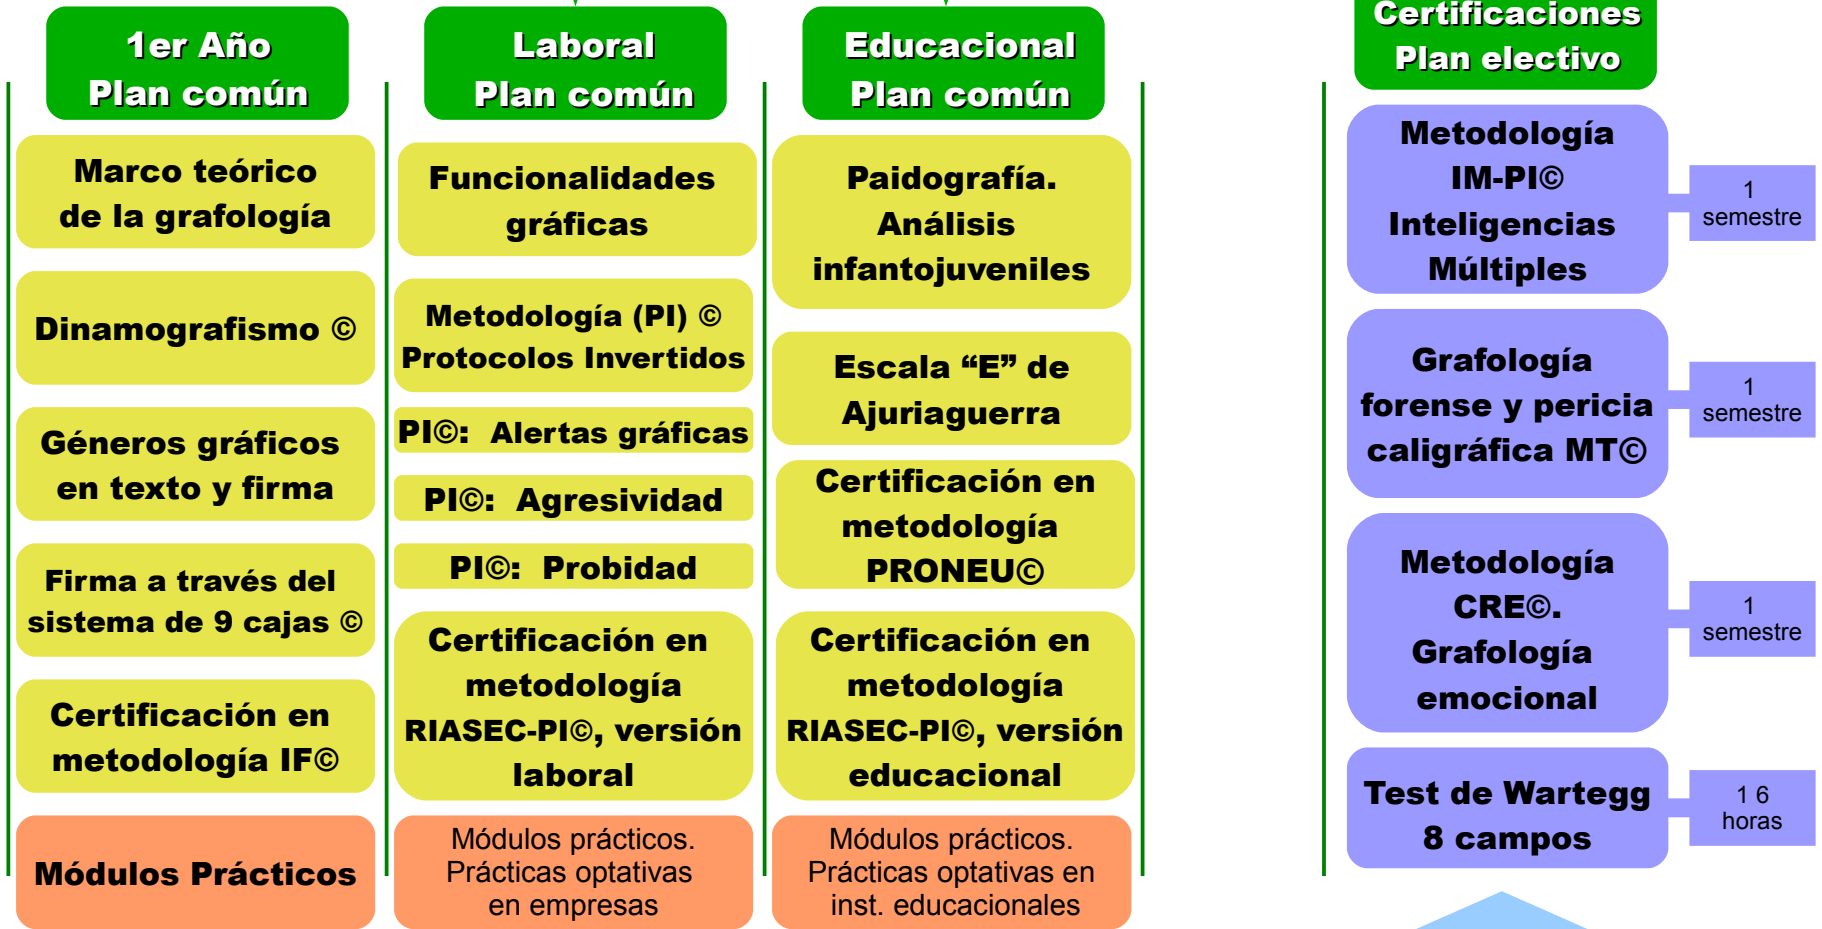 1er Año
Plan común
Marco teórico
de la grafología
Dinamografismo ©
Géneros gráficos
en texto y firma
Firma a través del
sistema de 9 cajas ©
Certificación en
metodología IF©
Módulos Prácticos
Laboral
Plan común
Funcionalidades
gráficas
Metodología (PI) ©
Protocolos Invertidos
PI©: Alertas gráficas
PI©: Agresividad
PI©: Probidad
Certificación en
metodología
RIASEC-PI©, versión
laboral
Módulos prácticos.
Prácticas optativas
en empresas
Educacional
Plan común
Paidografía.
Análisis
infantojuveniles
Escala “E” de
Ajuriaguerra
Certificación en
metodología
PRONEU©
Certificación en
metodología
RIASEC-PI©, versión
educacional
Módulos prácticos.
Prácticas optativas en
inst. educacionales
Certificaciones
Plan electivo
Metodología
IM-PI©
Inteligencias
Múltiples
1
semestre
Grafología
forense y pericia
caligráfica MT©
1
semestre
Metodología
CRE©.
Grafología
emocional
1
semestre
Test de Wartegg
8 campos
1 6
horas